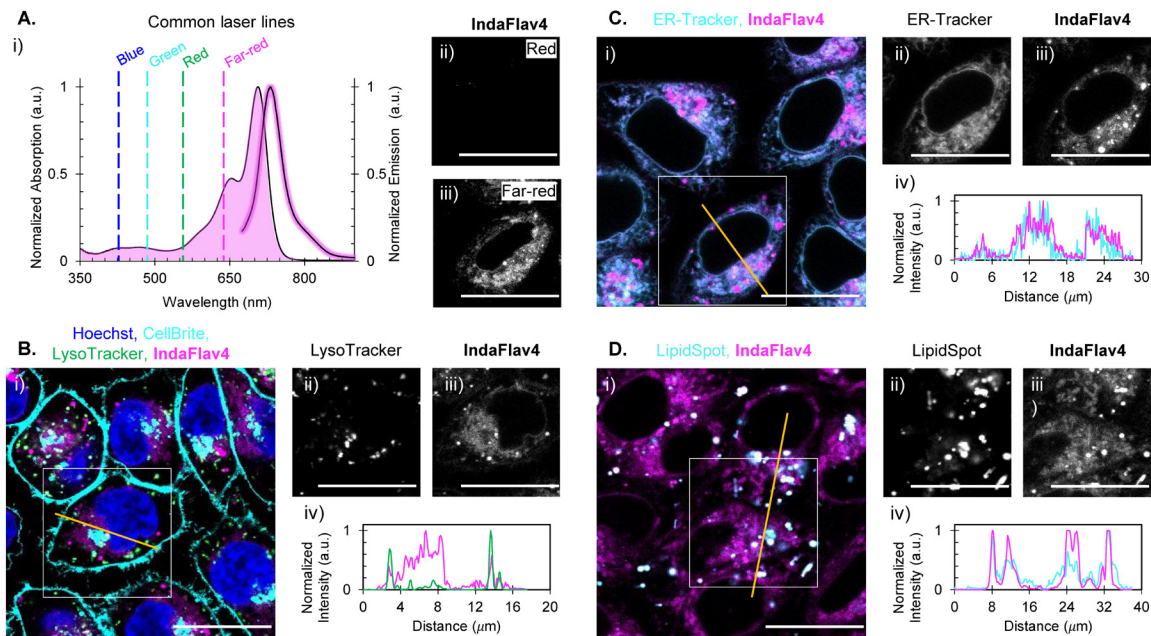 A.
Common laser lines
i)
Blue
Green
Red
Far-red
1
0.5
0
1
0.5
0
350
500
650
800
Normalized Absorption (a.u.)
Normalized Emission (a.u.)
Wavelength (nm)
IndaFlav4
ii)
Red
iii)
Far-red
B.
Hoechst, CellBrite,
LysoTracker, IndaFlav4
i)
LysoTracker
IndaFlav4
ii)
iii)
iv)
Normalized
Intensity (a.u.)
1
0
0
4
8
12
16
20
Distance (μm)
C.
ER-Tracker, IndaFlav4
i)
ER-Tracker
IndaFlav4
ii)
iii)
iv)
Normalized
Intensity (a.u.)
1
0
0
6
12
18
24
30
Distance (μm)
D.
LipidSpot, IndaFlav4
i)
LipidSpot
IndaFlav4
ii)
iii
)
iv)
Normalized
Intensity (a.u.)
1
0
0
8
16
24
32
40
Distance (μm)